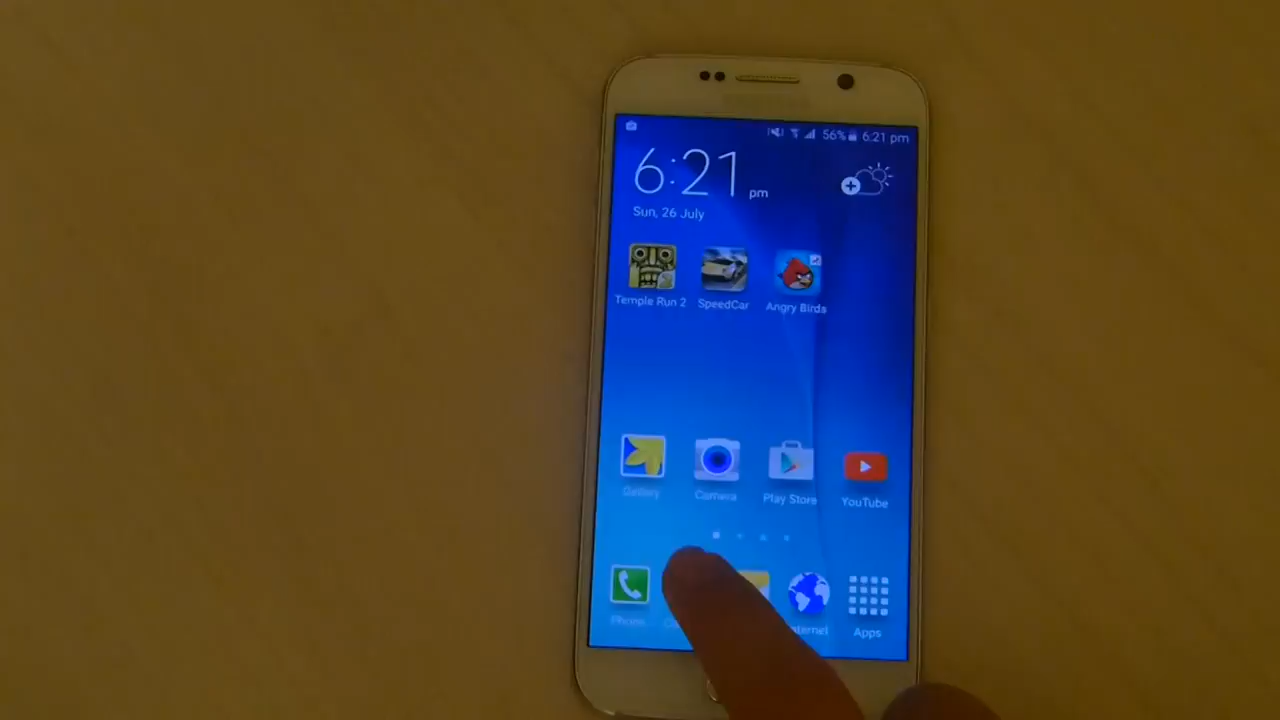 56% 6:21 pm
6:21 pm
Sun, 26 July
Temple Run 2 SpeedCar Angry Birds
Gallery Camera Play Store YouTube
Phone Apps